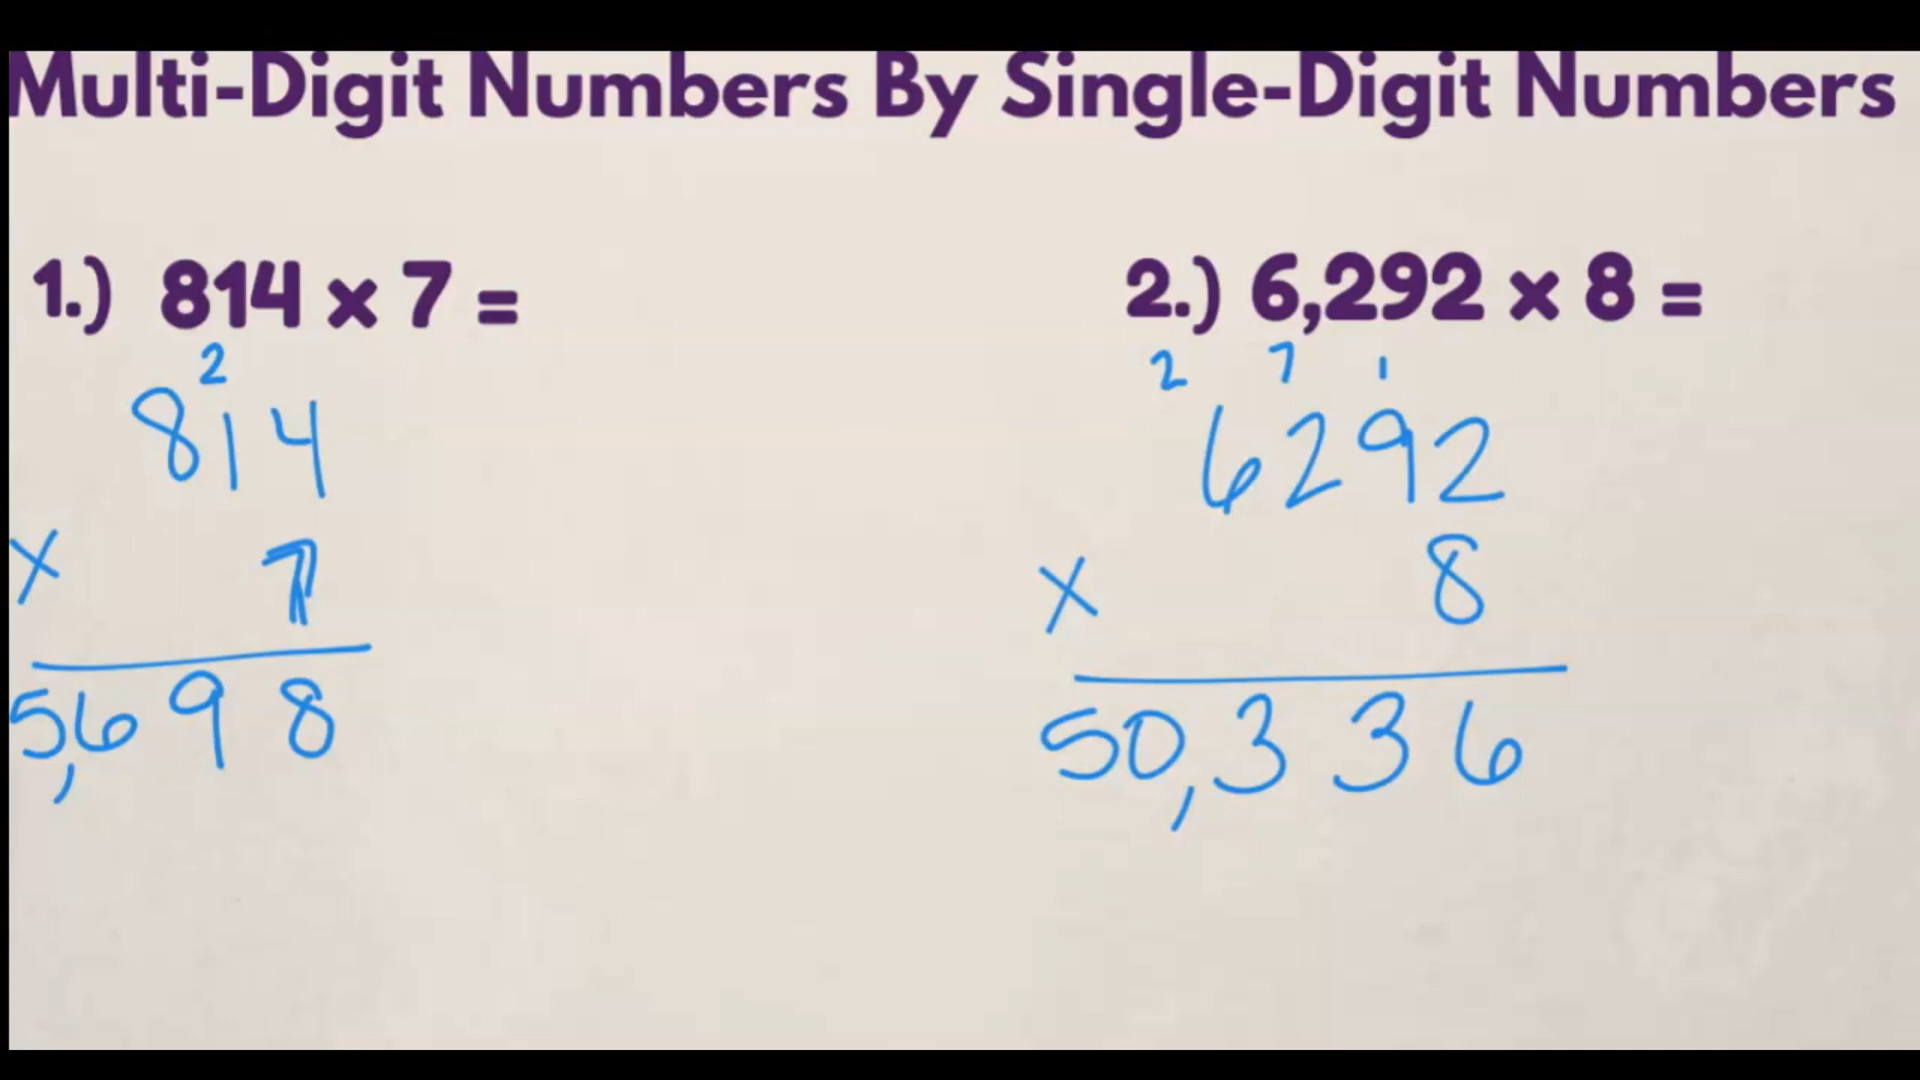 Multi-Digit Numbers By Single-Digit Numbers
1.) 814 x 7 =
2
814
x 7
5,698
2.) 6,292 x 8 =
2 7 1
6292
x 8
50,336